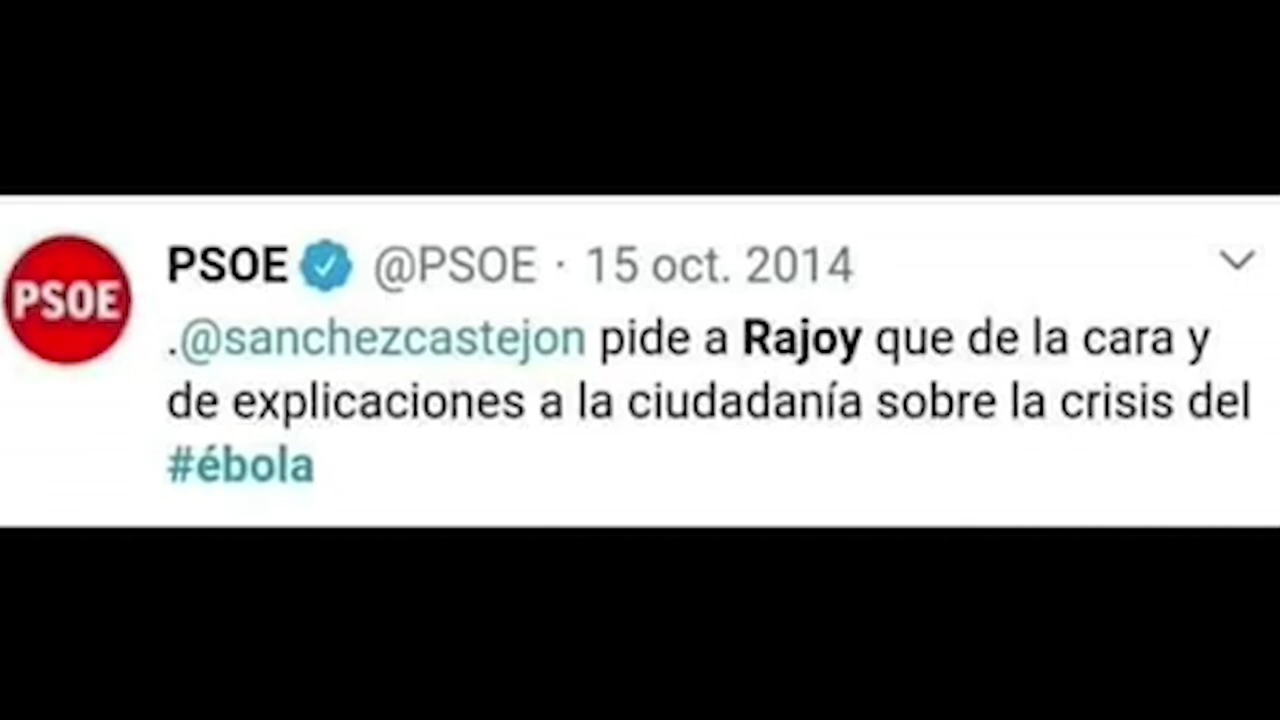 PSOE
PSOE @PSOE · 15 oct. 2014
.@sanchezcastejon pide a Rajoy que de la cara y
de explicaciones a la ciudadanía sobre la crisis del
#ébola